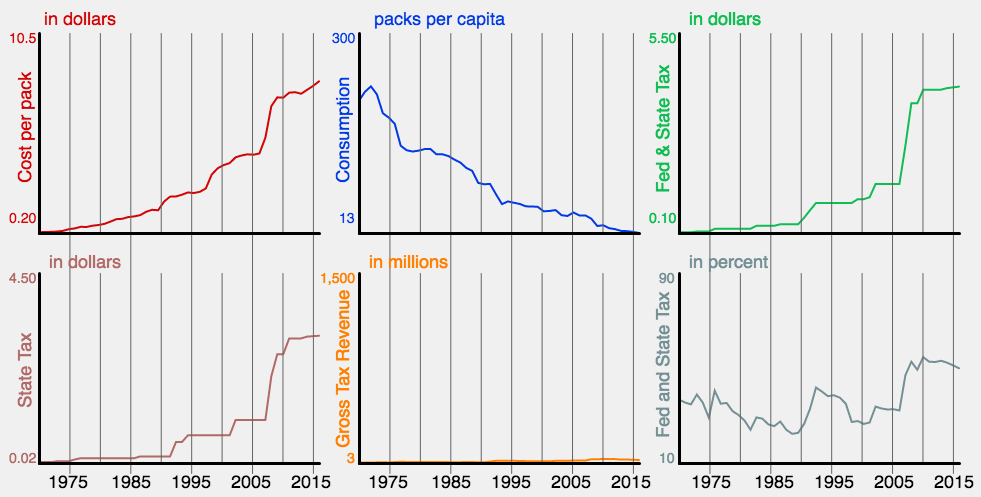 in dollars
10.5
Cost per pack
0.20
packs per capita
300
Consumption
13
in dollars
5.50
Fed & State Tax
0.10
in dollars
4.50
State Tax
0.02
1975 1985 1995 2005 2015
in millions
1,500
Gross Tax Revenue
3
1975 1985 1995 2005 2015
in percent
90
Fed and State Tax
10
1975 1985 1995 2005 2015